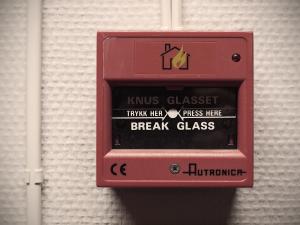 KNUS GLASSET
TRYKK HER PRESS HERE
BREAK GLASS
CE
AUTRONICA